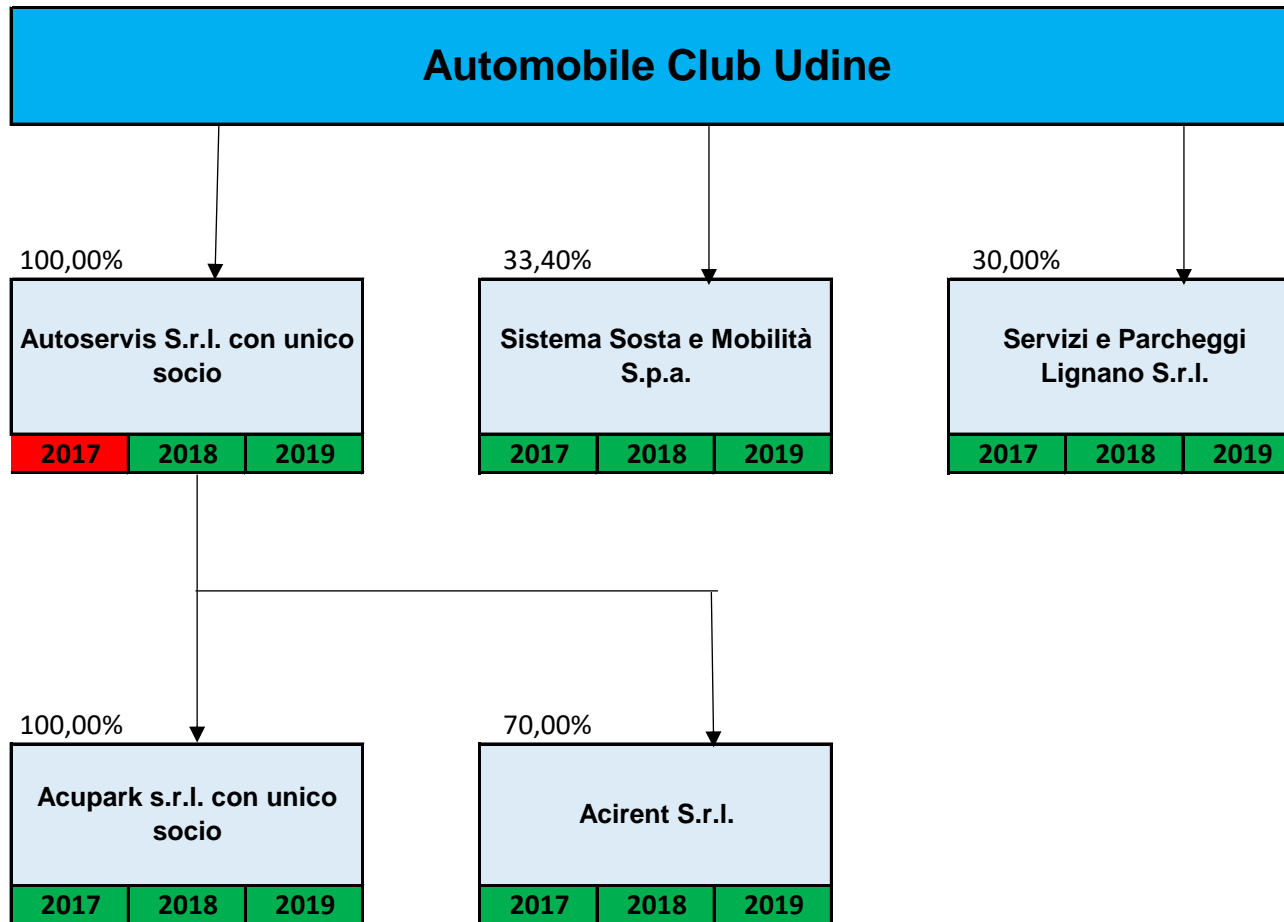 Automobile Club Udine
100,00%
33,40%
30,00%
Autoservis S.r.l. con unico
socio
Sistema Sosta e Mobilità
S.p.a.
Servizi e Parcheggi
Lignano S.r.l.
2017 2018 2019
2017 2018 2019
2017 2018 2019
100,00%
70,00%
Acupark s.r.l. con unico
socio
Acirent S.r.l.
2017 2018 2019
2017 2018 2019